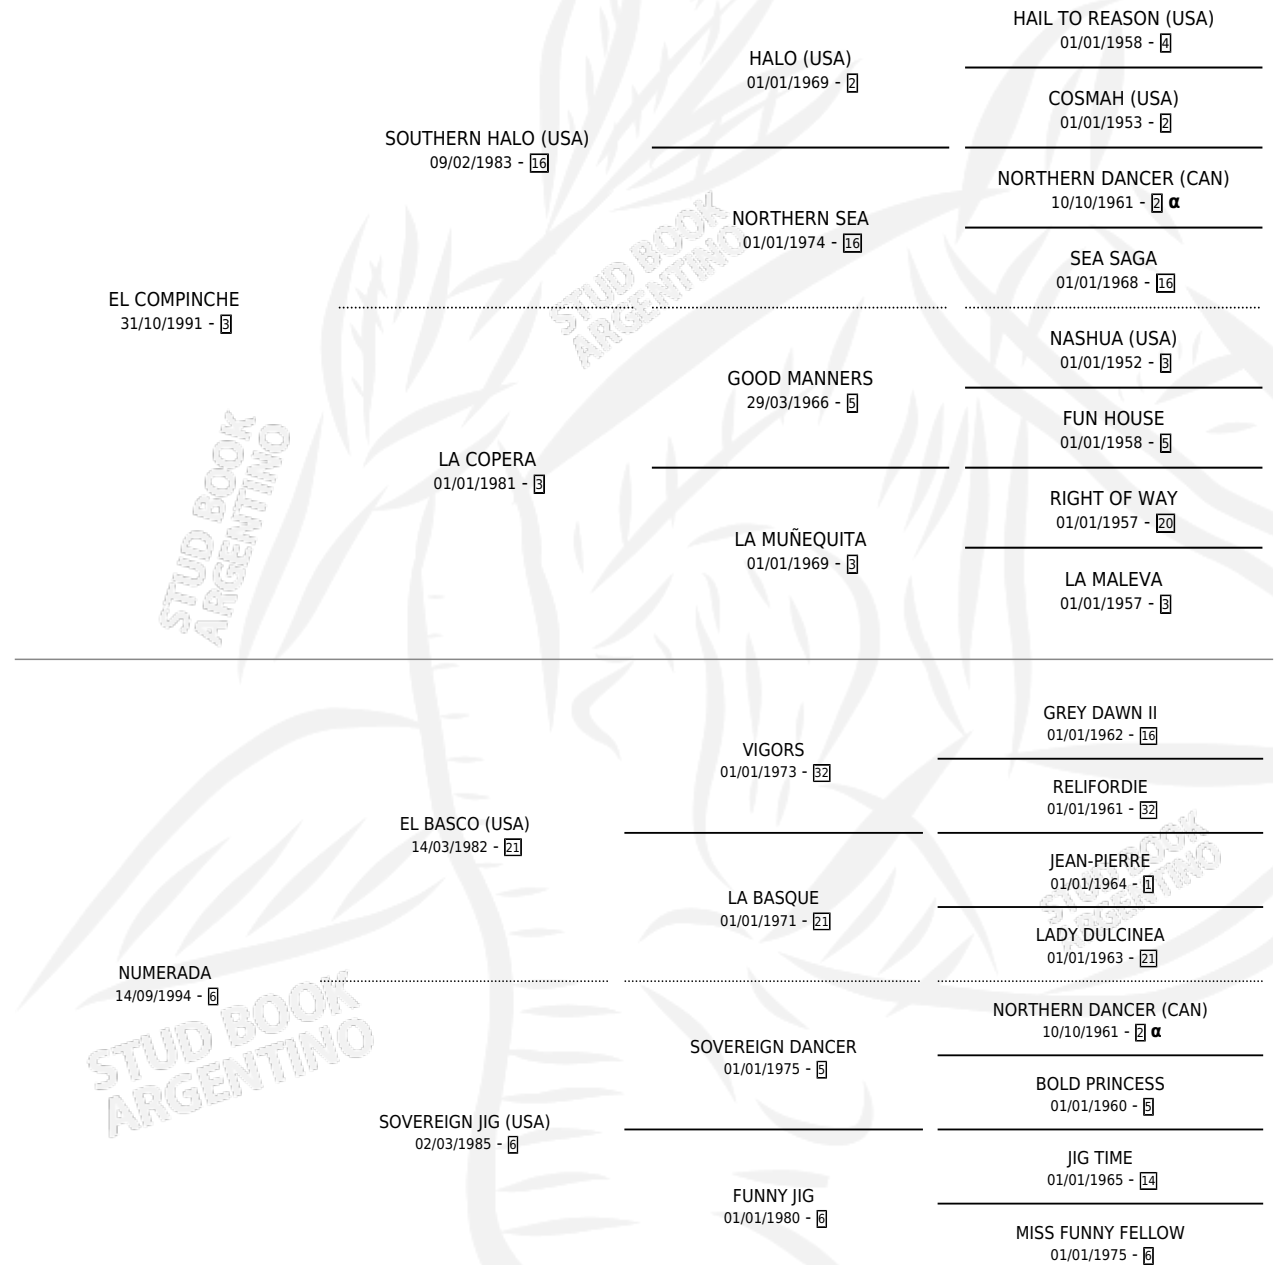 HAIL TO REASON (USA)
01/01/1958 - 4
HALO (USA)
01/01/1969 - 2
COSMAH (USA)
01/01/1953 - 2
SOUTHERN HALO (USA)
09/02/1983 - 16
NORTHERN DANCER (CAN)
10/10/1961 - 2 α
NORTHERN SEA
01/01/1974 - 16
SEA SAGA
01/01/1968 - 16
EL COMPINCHE
31/10/1991 - 3
NASHUA (USA)
01/01/1952 - 3
GOOD MANNERS
29/03/1966 - 5
FUN HOUSE
01/01/1958 - 5
LA COPERA
01/01/1981 - 3
RIGHT OF WAY
01/01/1957 - 20
LA MUÑEQUITA
01/01/1969 - 3
LA MALEVA
01/01/1957 - 3
GREY DAWN II
01/01/1962 - 16
VIGORS
01/01/1973 - 32
RELIFORDIE
01/01/1961 - 32
EL BASCO (USA)
14/03/1982 - 21
JEAN-PIERRE
01/01/1964 - 1
LA BASQUE
01/01/1971 - 21
LADY DULCINEA
01/01/1963 - 21
NUMERADA
14/09/1994 - 6
NORTHERN DANCER (CAN)
10/10/1961 - 2 α
SOVEREIGN DANCER
01/01/1975 - 5
BOLD PRINCESS
01/01/1960 - 5
SOVEREIGN JIG (USA)
02/03/1985 - 6
JIG TIME
01/01/1965 - 14
FUNNY JIG
01/01/1980 - 6
MISS FUNNY FELLOW
01/01/1975 - 6
STUD BOOK
ARGENTINO
STUD BOOK
ARGENTINO
STUD BOOK
ARGENTINO
STUD BOOK
ARGENTINO